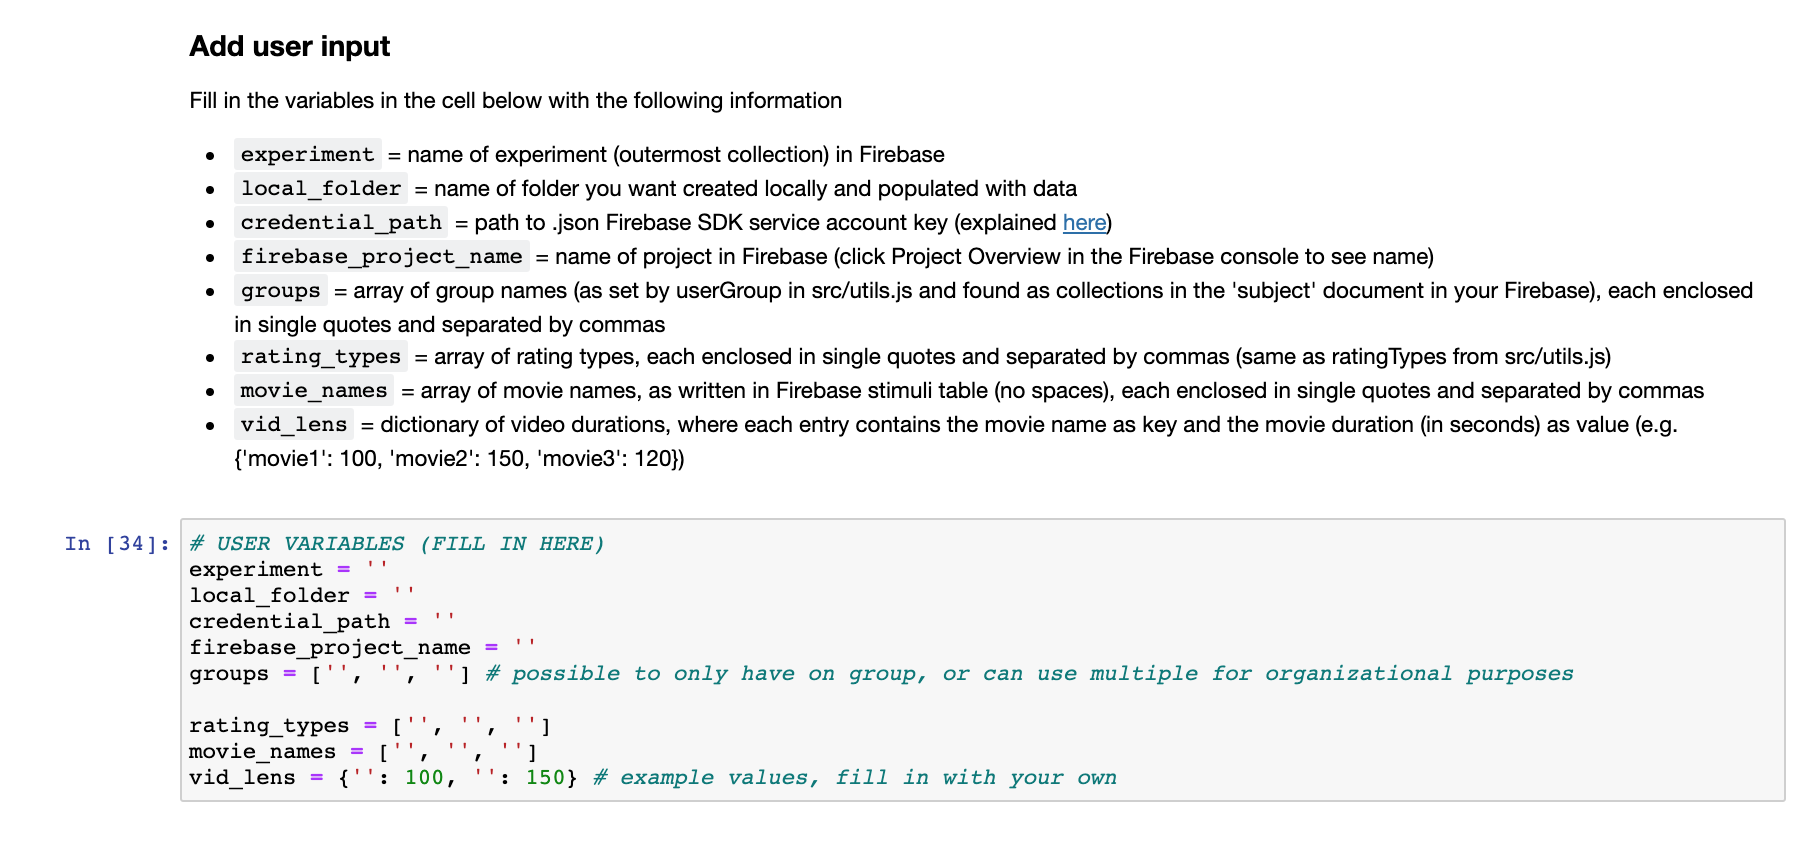 Add user input
Fill in the variables in the cell below with the following information
• experiment = name of experiment (outermost collection) in Firebase
• local_folder = name of folder you want created locally and populated with data
• credential_path = path to .json Firebase SDK service account key (explained here)
• firebase_project_name = name of project in Firebase (click Project Overview in the Firebase console to see name)
• groups = array of group names (as set by userGroup in src/utils.js and found as collections in the 'subject' document in your Firebase), each enclosed
in single quotes and separated by commas
• rating_types = array of rating types, each enclosed in single quotes and separated by commas (same as ratingTypes from src/utils.js)
• movie_names = array of movie names, as written in Firebase stimuli table (no spaces), each enclosed in single quotes and separated by commas
• vid_lens = dictionary of video durations, where each entry contains the movie name as key and the movie duration (in seconds) as value (e.g.
{'movie1': 100, 'movie2': 150, 'movie3': 120})
In [34]: # USER VARIABLES (FILL IN HERE)
experiment = ''
local_folder = ''
credential_path = ''
firebase_project_name = ''
groups = ['', '', ''] # possible to only have on group, or can use multiple for organizational purposes
rating_types = ['', '', '']
movie_names = ['', '', '']
vid_lens = {'': 100, '': 150} # example values, fill in with your own